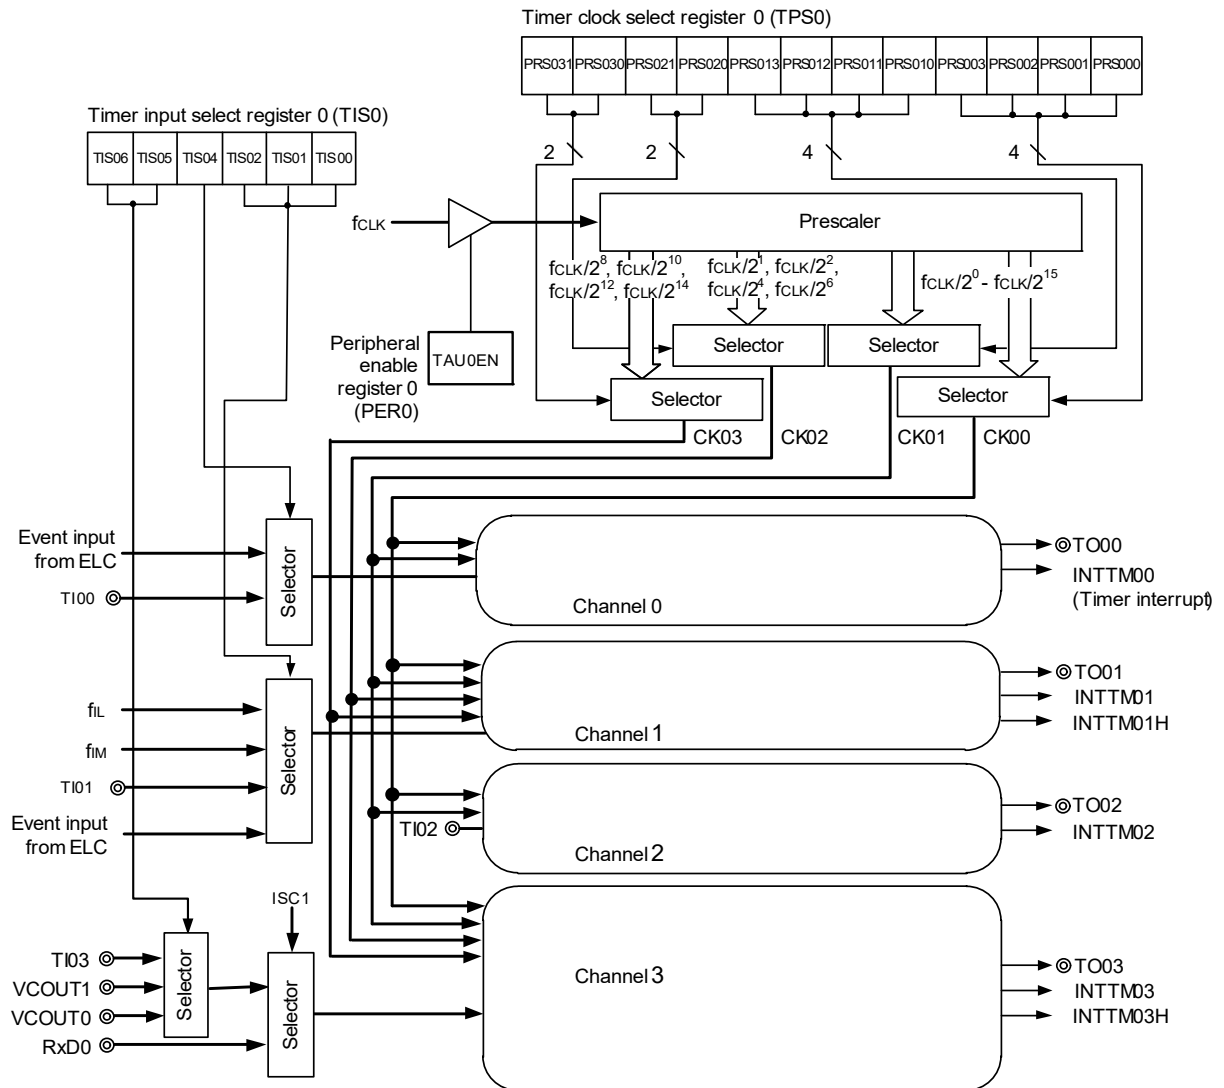 Timer clock select register 0 (TPS0)
PRS031 PRS030 PRS021 PRS020 PRS013 PRS012 PRS011 PRS010 PRS003 PRS002 PRS001 PRS000
Timer input select register 0 (TIS0)
TIS06 TIS05 TIS04 TIS02 TIS01 TIS00
2 2 4 4
fCLK
Prescaler
fCLK/2^8, fCLK/2^10,
fCLK/2^12, fCLK/2^14
fCLK/2^1, fCLK/2^2,
fCLK/2^4, fCLK/2^6
fCLK/2^0 - fCLK/2^15
Peripheral
enable
register 0
(PER0)
TAU0EN
Selector
Selector
Selector
Selector
CK03 CK02 CK01 CK00
Event input
from ELC
TI00
Selector
Channel 0
TO00
INTTM00
(Timer interrupt)
fIL
fIM
TI01
Event input
from ELC
Selector
Channel 1
TO01
INTTM01
INTTM01H
TI02
Channel 2
TO02
INTTM02
ISC1
TI03
VCOUT1
VCOUT0
RxD0
Selector
Selector
Channel 3
TO03
INTTM03
INTTM03H